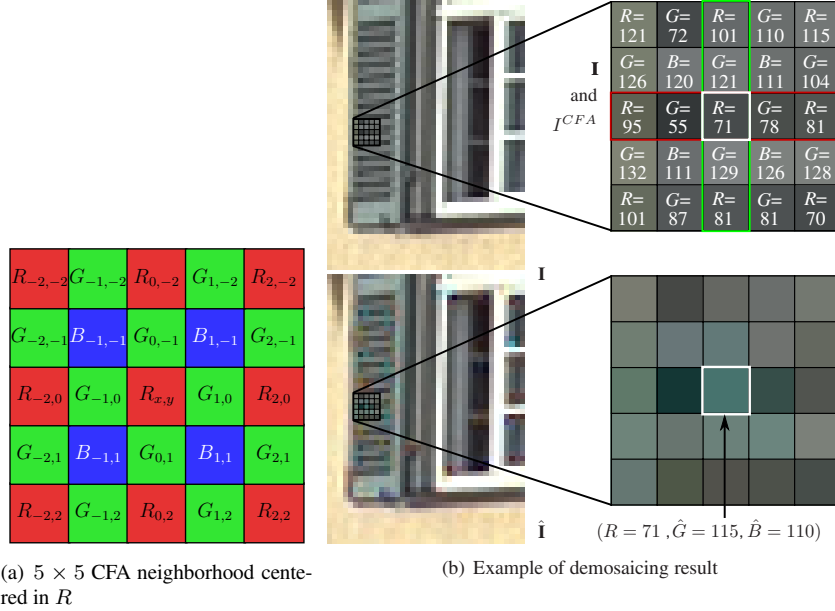 R−2,−2 G−1,−2 R0,−2 G1,−2 R2,−2
G−2,−1 B−1,−1 G0,−1 B1,−1 G2,−1
R−2,0 G−1,0 Rx,y G1,0 R2,0
G−2,1 B−1,1 G0,1 B1,1 G2,1
R−2,2 G−1,2 R0,2 G1,2 R2,2
(a) 5 × 5 CFA neighborhood cente-
red in R
I
and
I^CFA
R= G= R= G= R=
121 72 101 110 115
G= B= G= B= G=
126 120 121 111 104
R= G= R= G= R=
95 55 71 78 81
G= B= G= B= G=
132 111 129 126 128
R= G= R= G= R=
101 87 81 81 70
I
Î
(R = 71 , Ĝ = 115, B̂ = 110)
(b) Example of demosaicing result